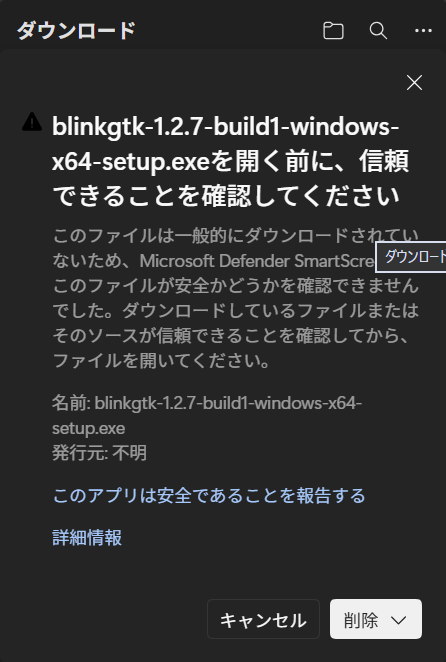 ダウンロード
blinkgtk-1.2.7-build1-windows-
x64-setup.exeを開く前に、信頼
できることを確認してください
このファイルは一般的にダウンロードされてい
ないため、Microsoft Defender SmartScre
ダウンロード
このファイルが安全かどうかを確認できません
でした。ダウンロードしているファイルまたは
そのソースが信頼できることを確認してから、
ファイルを開いてください。
名前: blinkgtk-1.2.7-build1-windows-x64-
setup.exe
発行元: 不明
このアプリは安全であることを報告する
詳細情報
キャンセル
削除